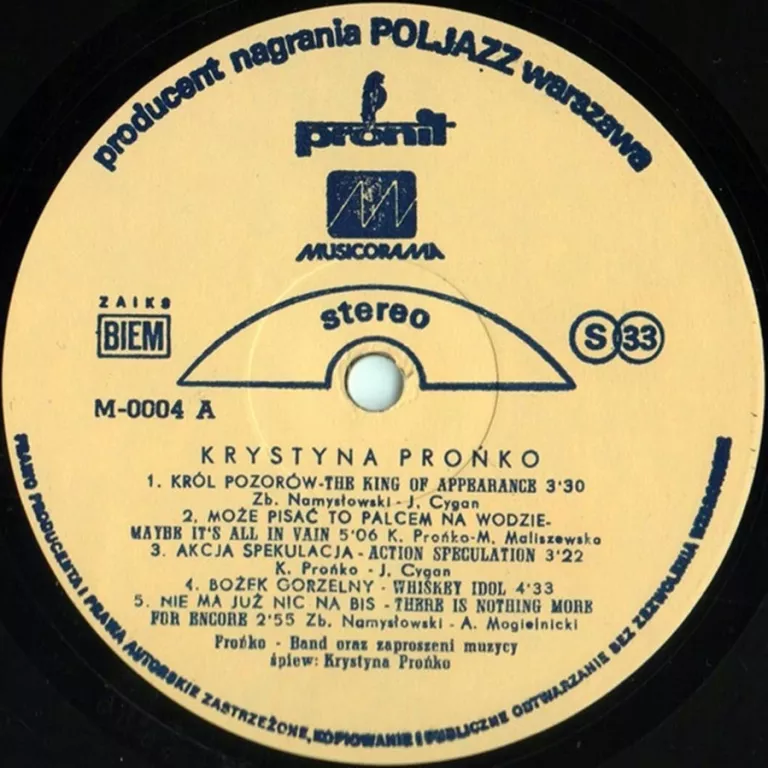 producent nagrania POLJAZZ warszawa
pronit
MUSICORAMA
stereo
ZAIKS
BIEM
S 33
M-0004 A
KRYSTYNA PROŃKO
1. KRÓL POZORÓW-THE KING OF APPEARANCE 3'30
Zb. Namysłowski - J. Cygan
2. MOŻE PISAĆ TO PALCEM NA WODZIE-
MAYBE IT'S ALL IN VAIN 5'06 K. Prońko-M. Maliszewska
3. AKCJA SPEKULACJA - ACTION SPECULATION 3'22
K. Prońko - J. Cygan
4. BOŻEK GORZELNY - WHISKEY IDOL 4'33
5. NIE MA JUŻ NIC NA BIS - THERE IS NOTHING MORE
FOR ENCORE 2'55 Zb. Namysłowski - A. Mogielnicki
Prońko - Band oraz zaproszeni muzycy
śpiew: Krystyna Prońko
PRAWO PRODUCENTA I PRAWA AUTORSKIE ZASTRZEŻONE, KOPIOWANIE I PUBLICZNE ODTWARZANIE BEZ ZEZWOLENIA WZBRONIONE